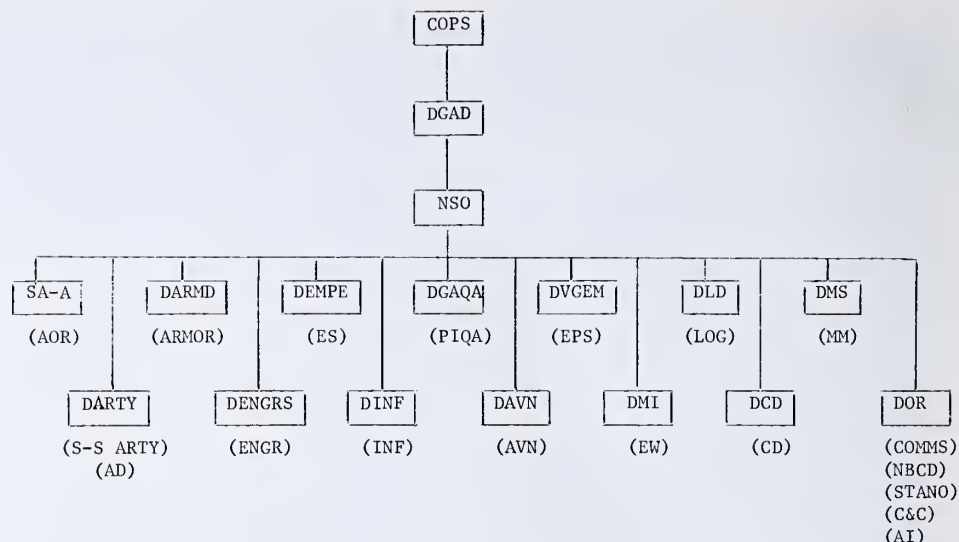 COPS
DGAD
NSO
SA-A DARMD DEMPE DGAQA DVGEM DLD DMS
(AOR) (ARMOR) (ES) (PIQA) (EPS) (LOG) (MM)
DARTY DENGRS DINF DAVN DMI DCD DOR
(S-S ARTY) (ENGR) (INF) (AVN) (EW) (CD) (COMMS)
(AD) (NBCD)
(STANO)
(C&C)
(AI)